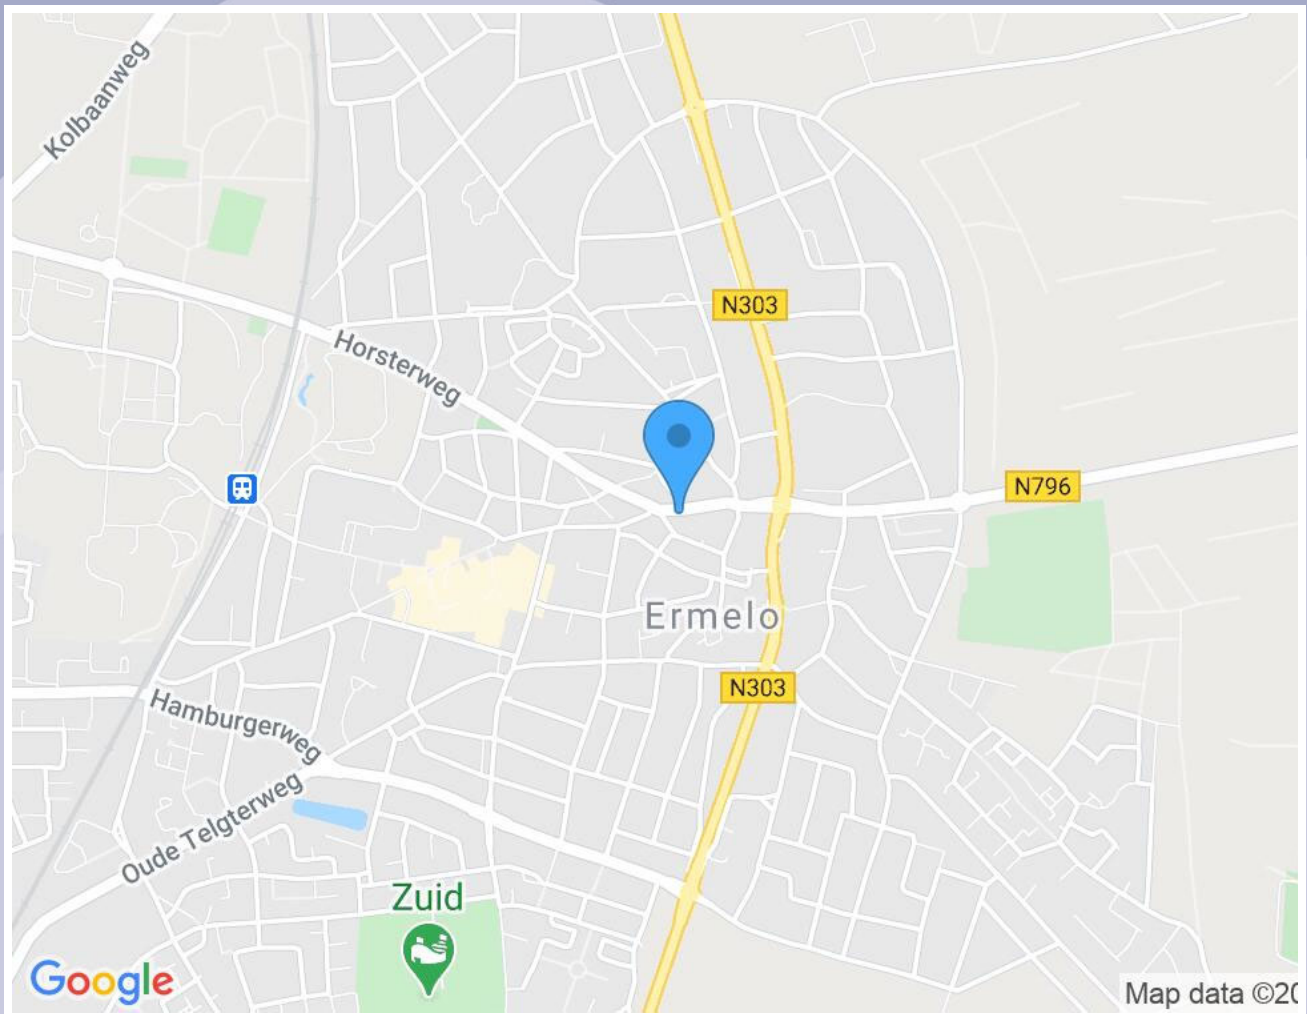 Kolbaanweg
N303
Horsterweg
N796
Ermelo
N303
Hamburgerweg
Oude Telgterweg
Zuid
Google
Map data ©20